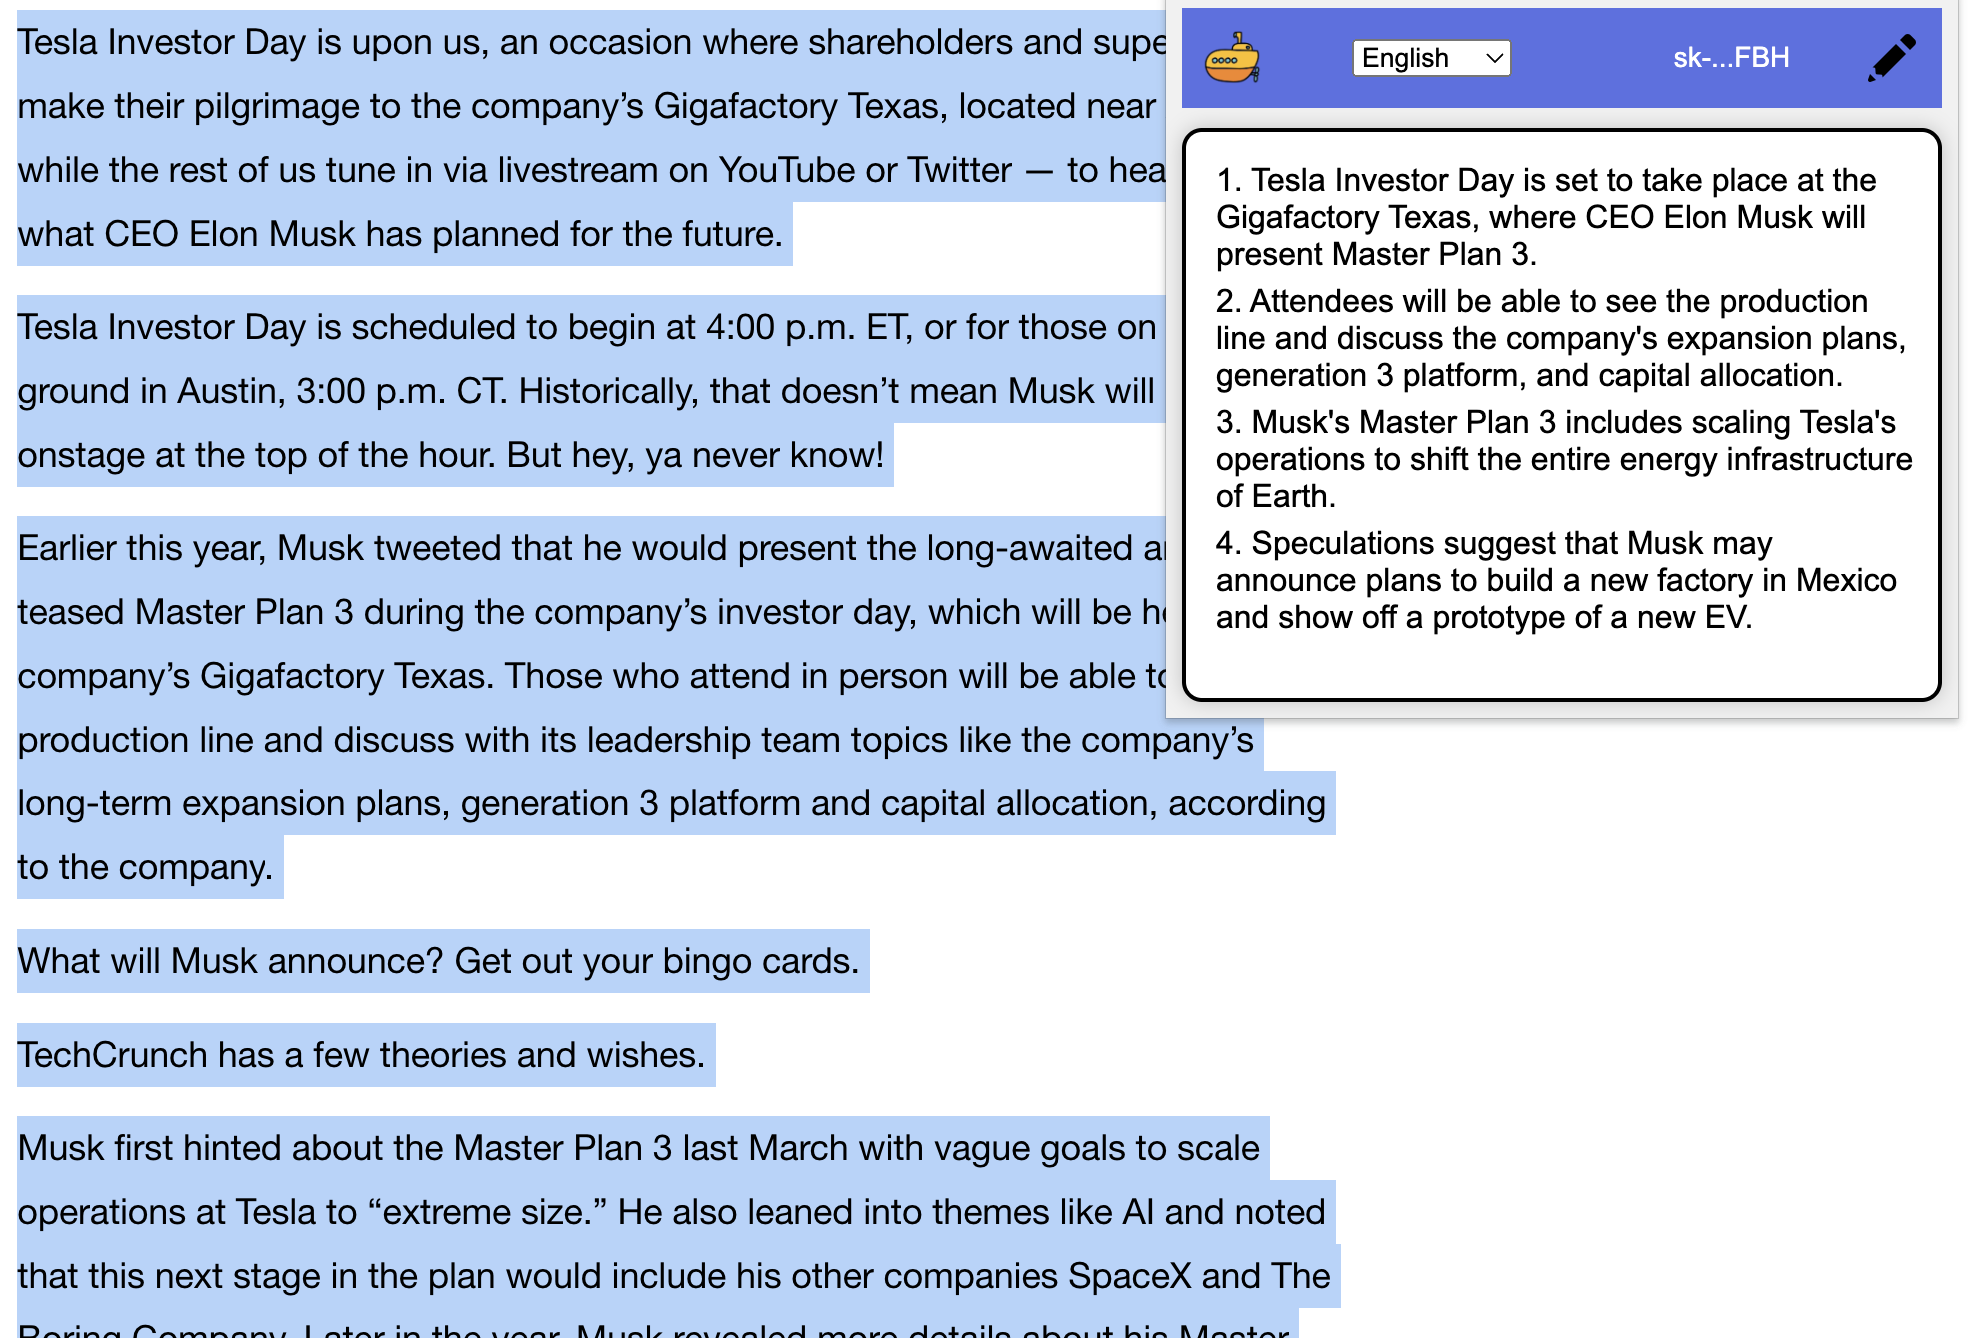 Tesla Investor Day is upon us, an occasion where shareholders and
make their pilgrimage to the company’s Gigafactory Texas, located near
while the rest of us tune in via livestream on YouTube or Twitter — to
what CEO Elon Musk has planned for the future.
Tesla Investor Day is scheduled to begin at 4:00 p.m. ET, or for those on
ground in Austin, 3:00 p.m. CT. Historically, that doesn’t mean Musk will
onstage at the top of the hour. But hey, ya never know!
Earlier this year, Musk tweeted that he would present the long-awaited
teased Master Plan 3 during the company’s investor day, which will be
company’s Gigafactory Texas. Those who attend in person will be able
production line and discuss with its leadership team topics like the company’s
long-term expansion plans, generation 3 platform and capital allocation, according
to the company.
What will Musk announce? Get out your bingo cards.
TechCrunch has a few theories and wishes.
Musk first hinted about the Master Plan 3 last March with vague goals to scale
operations at Tesla to “extreme size.” He also leaned into themes like AI and noted
that this next stage in the plan would include his other companies SpaceX and The
Boring Company. Later in the year, Musk revealed more details about his Master
English
sk-...FBH
1. Tesla Investor Day is set to take place at the
Gigafactory Texas, where CEO Elon Musk will
present Master Plan 3.
2. Attendees will be able to see the production
line and discuss the company's expansion plans,
generation 3 platform, and capital allocation.
3. Musk's Master Plan 3 includes scaling Tesla's
operations to shift the entire energy infrastructure
of Earth.
4. Speculations suggest that Musk may
announce plans to build a new factory in Mexico
and show off a prototype of a new EV.